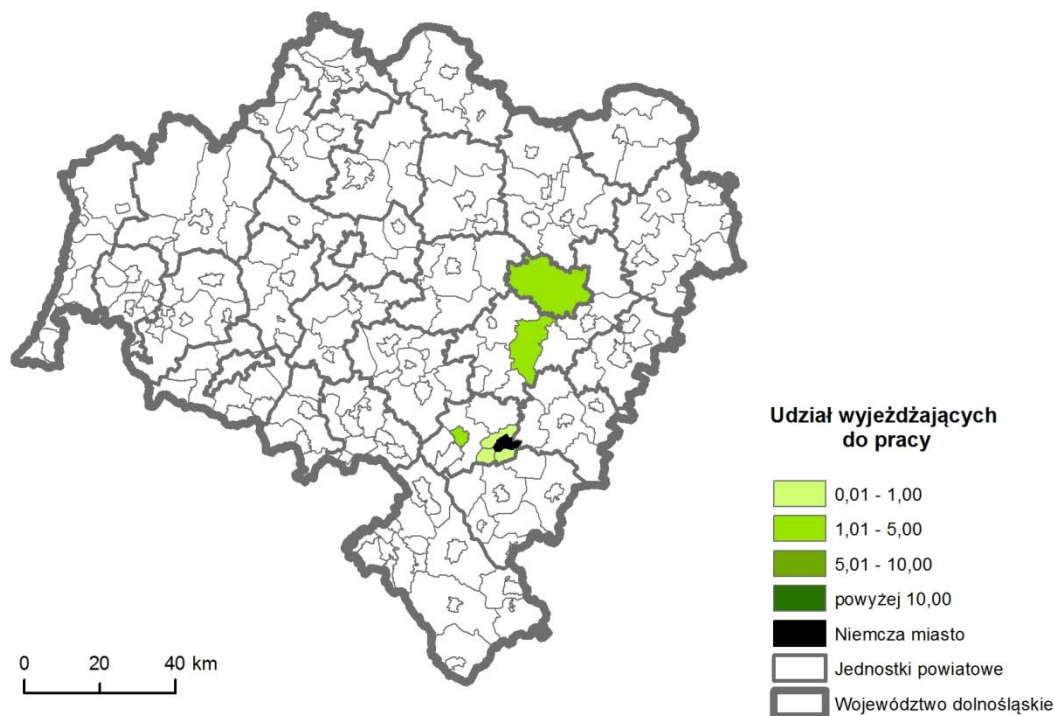 Udział wyjeżdżających
do pracy
0,01 - 1,00
1,01 - 5,00
5,01 - 10,00
powyżej 10,00
Niemcza miasto
Jednostki powiatowe
Województwo dolnośląskie
0 20 40 km